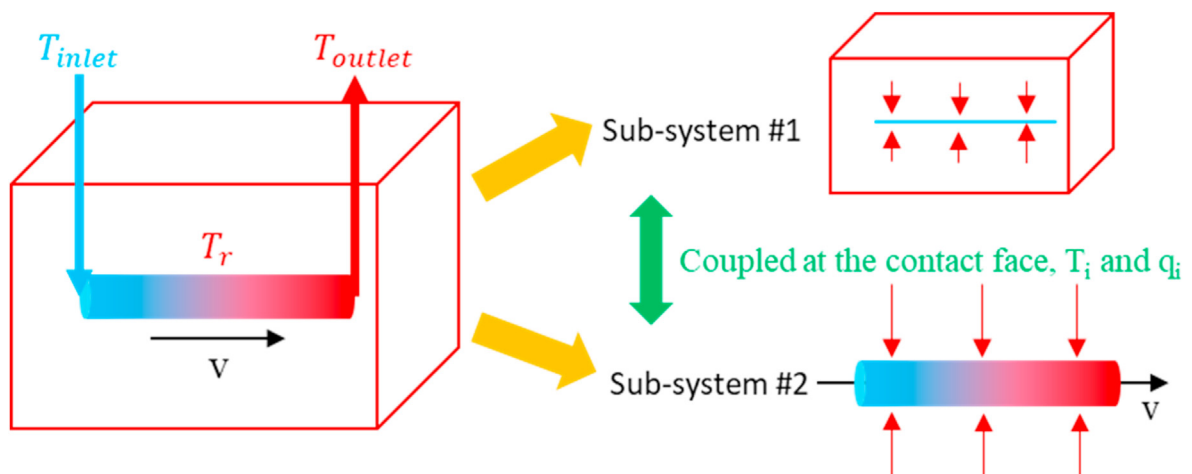 T_inlet
T_outlet
T_r
V
Sub-system #1
Coupled at the contact face, T_i and q_i
Sub-system #2
V